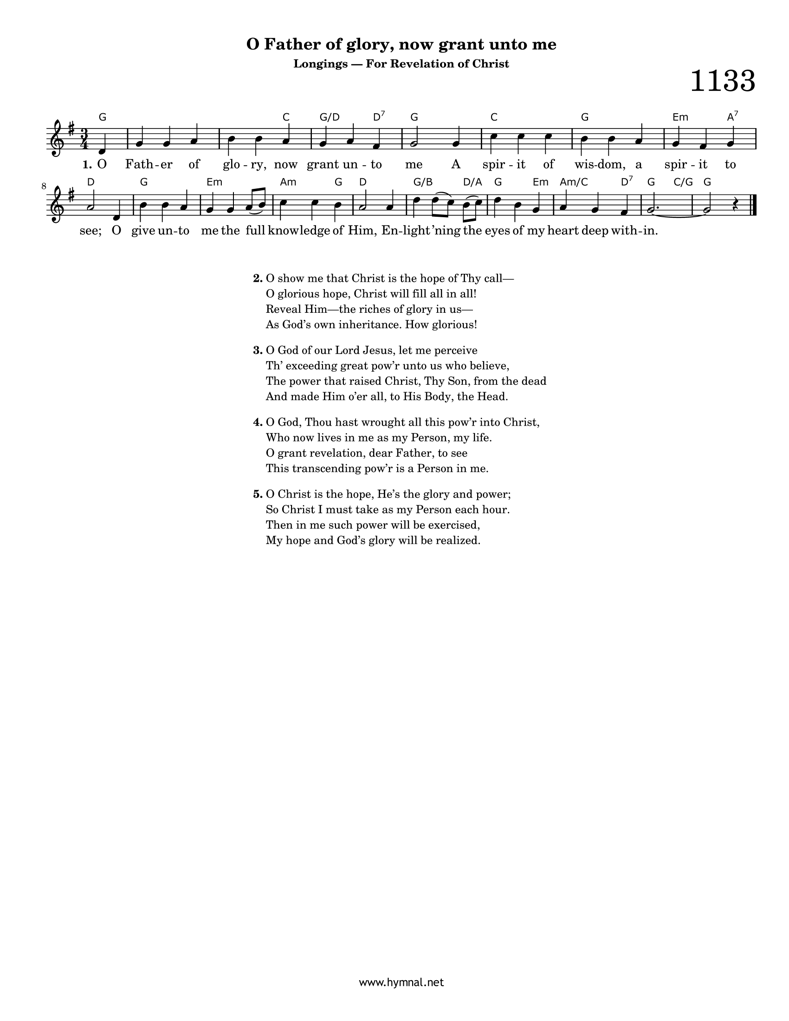 O Father of glory, now grant unto me
Longings — For Revelation of Christ
1133
G C G/D D7 G C G Em A7
3
4
1. O Fath-er of glo - ry, now grant un - to me A spir - it of wis-dom, a spir - it to
8
D G Em Am G D G/B D/A G Em Am/C D7 G C/G G
see; O give un-to me the full knowledge of Him, En-light'ning the eyes of my heart deep with-in.
2. O show me that Christ is the hope of Thy call—
O glorious hope, Christ will fill all in all!
Reveal Him—the riches of glory in us—
As God's own inheritance. How glorious!
3. O God of our Lord Jesus, let me perceive
Th' exceeding great pow'r unto us who believe,
The power that raised Christ, Thy Son, from the dead
And made Him o'er all, to His Body, the Head.
4. O God, Thou hast wrought all this pow'r into Christ,
Who now lives in me as my Person, my life.
O grant revelation, dear Father, to see
This transcending pow'r is a Person in me.
5. O Christ is the hope, He's the glory and power;
So Christ I must take as my Person each hour.
Then in me such power will be exercised,
My hope and God's glory will be realized.
www.hymnal.net